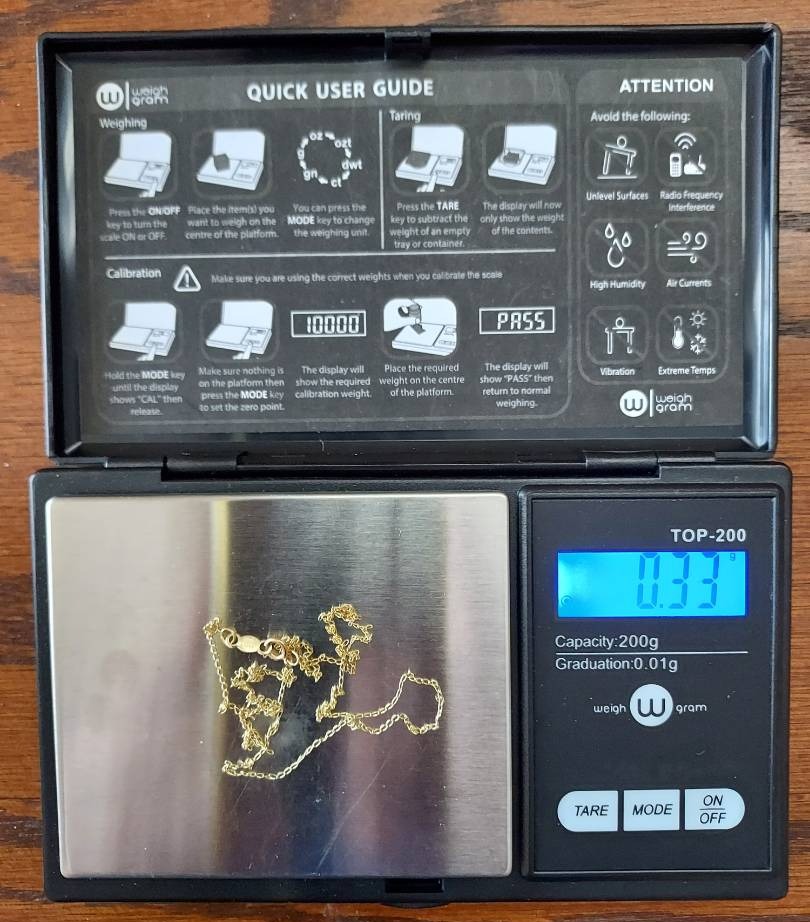 weigh
gram
QUICK USER GUIDE
Weighing
Press the ON/OFF
key to turn the
scale ON or OFF.
Place the item(s) you
want to weigh on the
centre of the platform.
oz
ozt
dwt
ct
gn
g
You can press the
MODE key to change
the weighing unit.
Taring
Press the TARE
key to subtract the
weight of an empty
tray or container.
The display will now
only show the weight
of the contents.
Calibration
Make sure you are using the correct weights when you calibrate the scale
Hold the MODE key
until the display
shows "CAL" then
release.
Make sure nothing is
on the platform then
press the MODE key
to set the zero point.
10000
The display will
show the required
calibration weight.
Place the required
weight on the centre
of the platform.
PASS
The display will
show "PASS" then
return to normal
weighing.
ATTENTION
Avoid the following:
Unlevel Surfaces
Radio Frequency
Interference
High Humidity
Air Currents
Vibration
Extreme Temps
weigh
gram
TOP-200
0.33 g
Capacity:200g
Graduation:0.01g
weigh W gram
TARE
MODE
ON
OFF